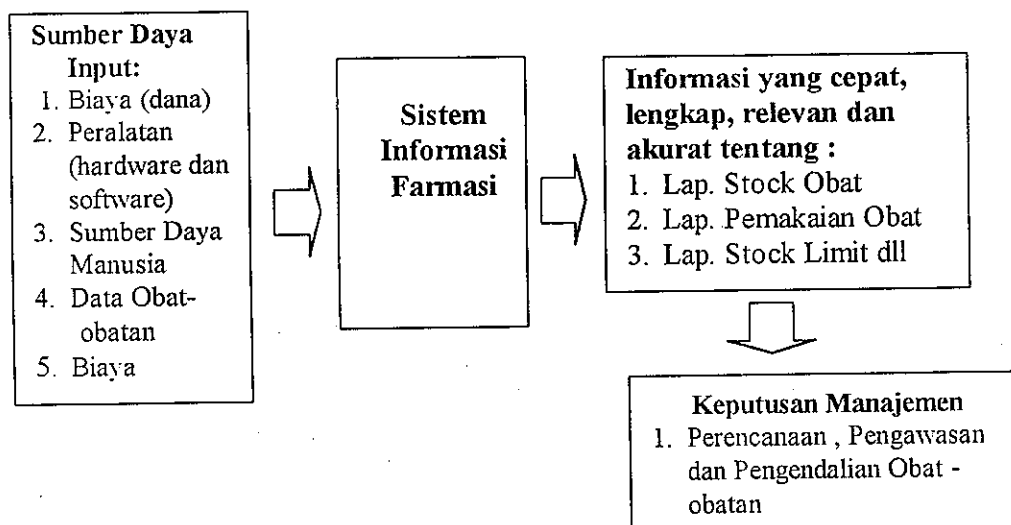 Sumber Daya
Input:
1. Biaya (dana)
2. Peralatan
(hardware dan
software)
3. Sumber Daya
Manusia
4. Data Obat-
obatan
5. Biaya
Sistem
Informasi
Farmasi
Informasi yang cepat,
lengkap, relevan dan
akurat tentang :
1. Lap. Stock Obat
2. Lap. Pemakaian Obat
3. Lap. Stock Limit dll
Keputusan Manajemen
1. Perencanaan , Pengawasan
dan Pengendalian Obat -
obatan